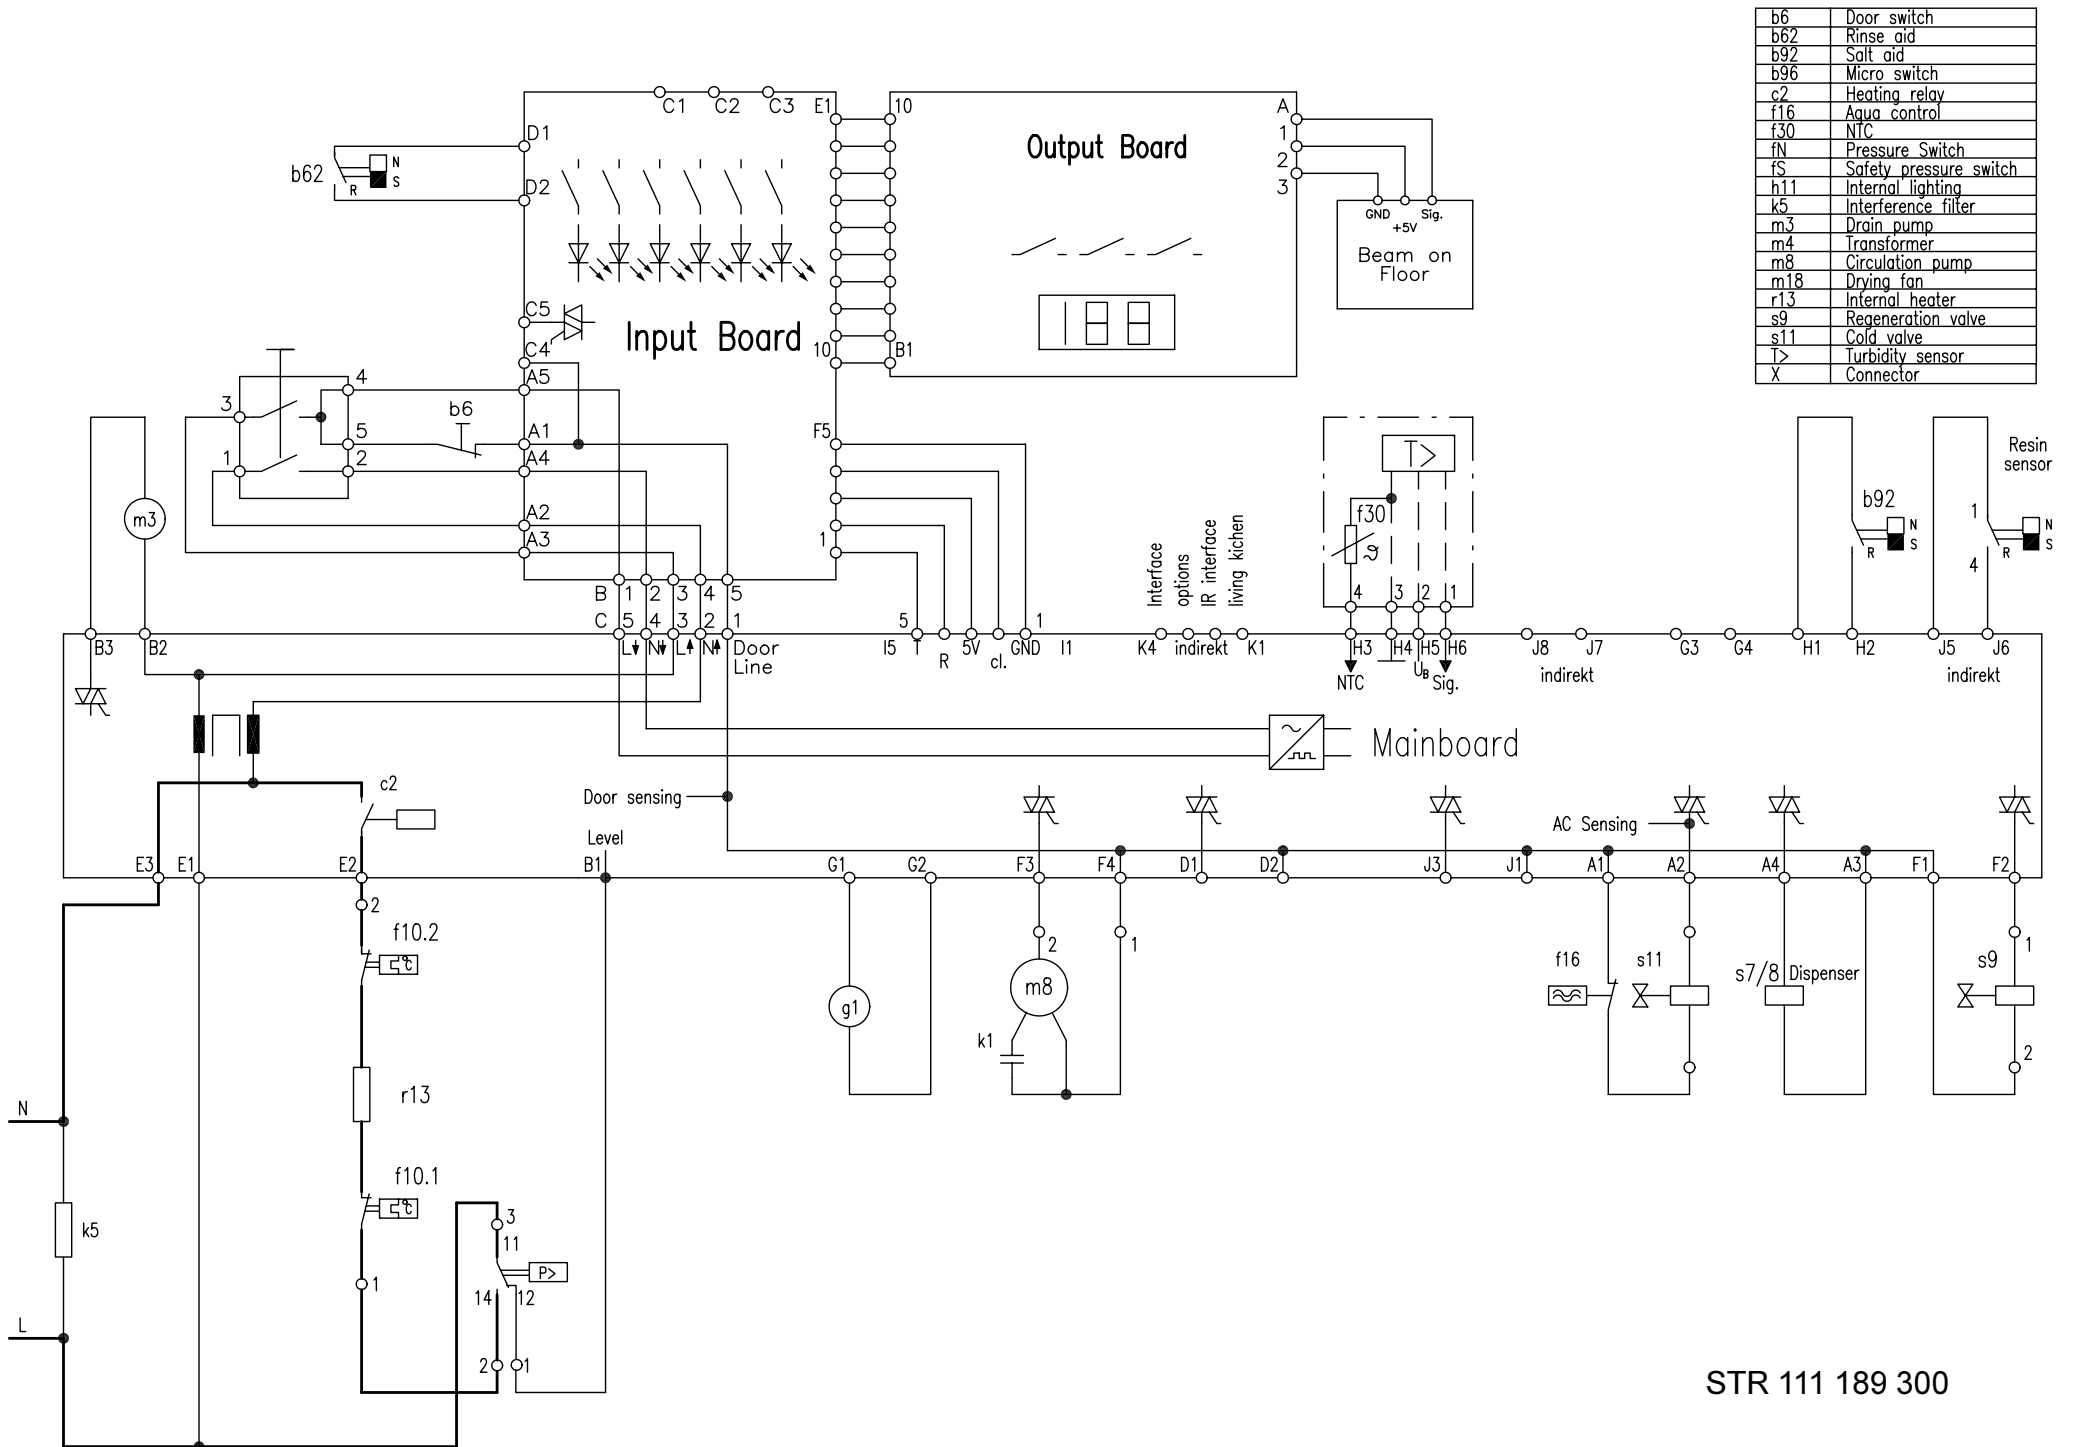 b6 Door switch
b62 Rinse aid
b92 Salt aid
b96 Micro switch
c2 Heating relay
f16 Aqua control
f30 NTC
fN Pressure Switch
fS Safety pressure switch
h11 Internal lighting
k5 Interference filter
m3 Drain pump
m4 Transformer
m8 Circulation pump
m18 Drying fan
r13 Internal heater
s9 Regeneration valve
s11 Cold valve
T> Turbidity sensor
X Connector
C1 C2 C3 E1 10 A
D1 1
Output Board
b62 N S R
D2 2
3
GND Sig.
+5V
Beam on
Floor
C5
Input Board
C4 10 B1
A5
4
3 b6
5 A1 F5
1 2 A4
A2
A3 1
m3
B 1 2 3 4 5
C 5 4 3 2 1
B3 B2 L N L N Door
Line
5 1
I5 T R 5V cl. GND I1
Interface
options
IR interface
living kichen
K4 indirekt K1
T>
f30
ϑ
4 3 2 1
H3 H4 H5 H6
NTC UB Sig.
J8 J7
indirekt
G3 G4 H1 H2 J5 J6
indirekt
b92 N S R
Resin
sensor
1 N S R
4
Mainboard
c2
Door sensing
Level
AC Sensing
E3 E1 E2 B1 G1 G2 F3 F4 D1 D2 J3 J1 A1 A2 A4 A3 F1 F2
2
f10.2
°C
2 1 1
f16 s11 s7/8 Dispenser s9
g1 m8
k1
2
r13
N
f10.1
°C
k5
3
11
P>
1
14 12
L
2 1
STR 111 189 300